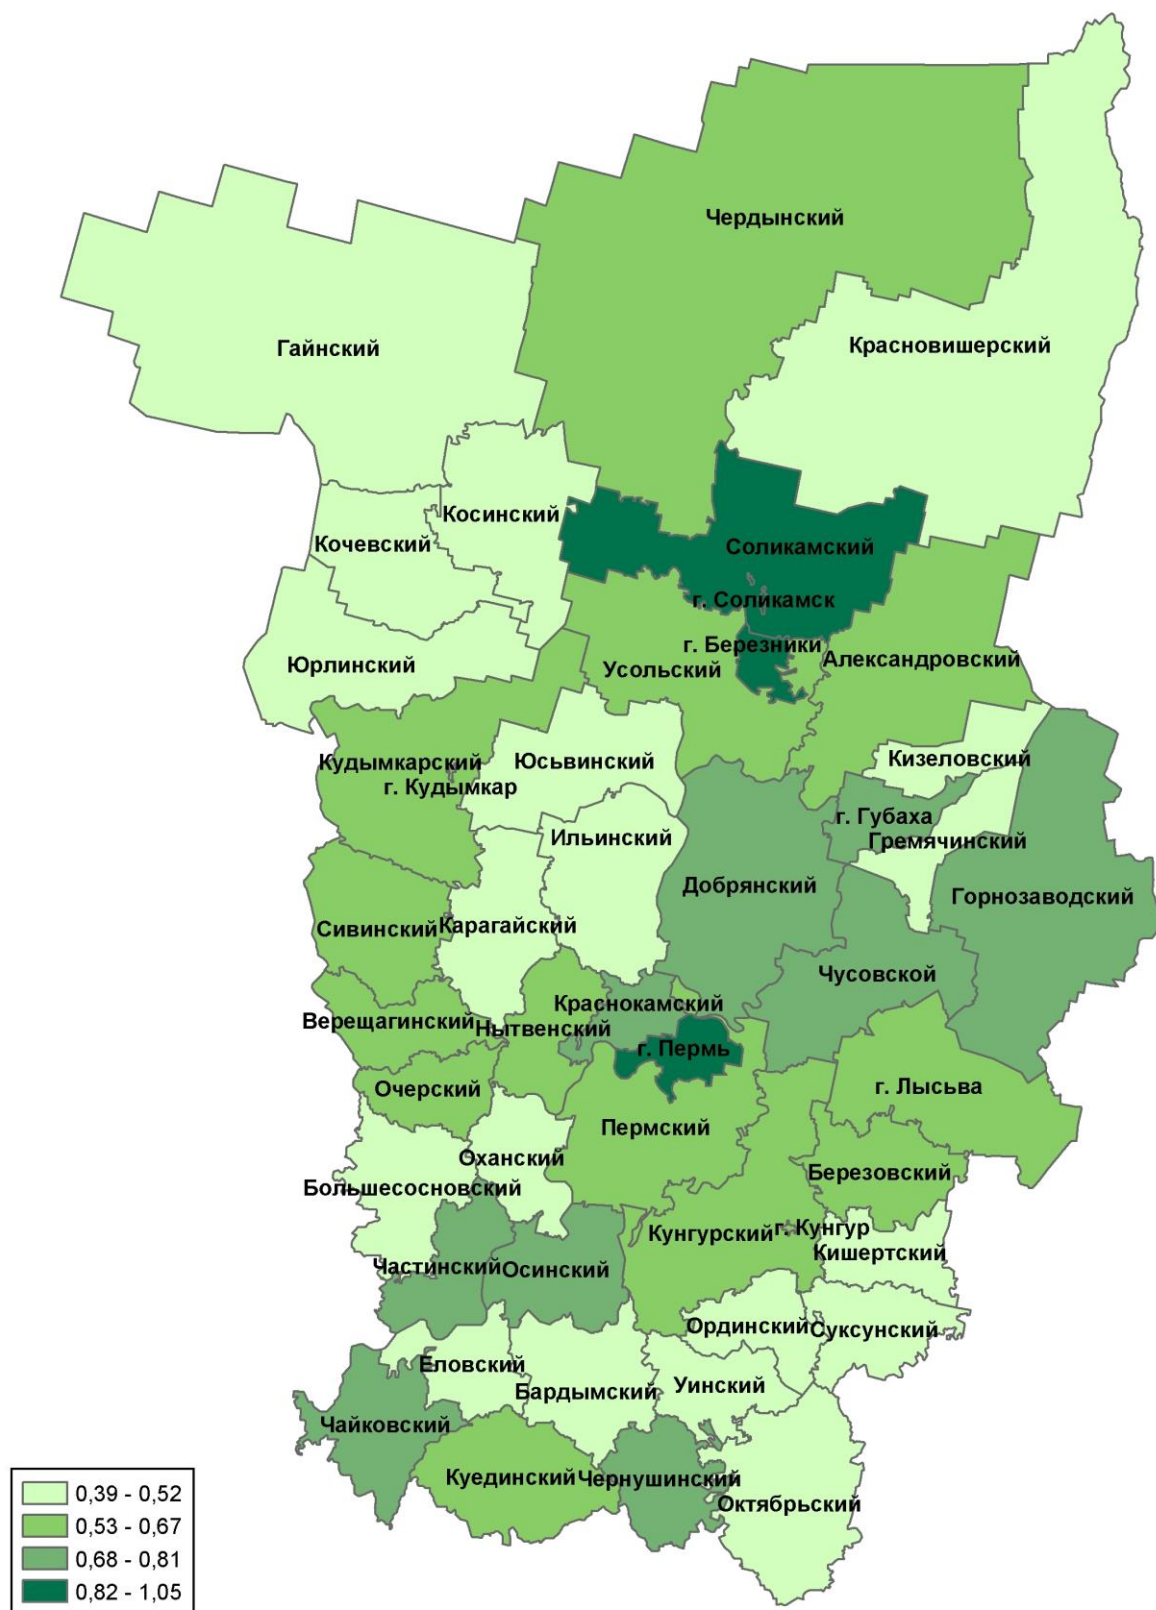 Чердынский
Гайнский
Красновишерский
Косинский
Кочевский
Соликамский
г. Соликамск
г. Березники
Юрлинский
Усольский
Александровский
Кудымкарский
г. Кудымкар
Юсьвинский
Кизеловский
г. Губаха
Гремячинский
Ильинский
Добрянский
Горнозаводский
Сивинский
Карагайский
Чусовской
Верещагинский
Нытвенский
Краснокамский
г. Пермь
Очерский
г. Лысьва
Пермский
Оханский
Березовский
Большесосновский
Кунгурский
г. Кунгур
Кишертский
Частинский
Осинский
Ординский
Суксунский
Еловский
Бардымский
Уинский
Чайковский
Куединский
Чернушинский
Октябрьский
0,39 - 0,52
0,53 - 0,67
0,68 - 0,81
0,82 - 1,05